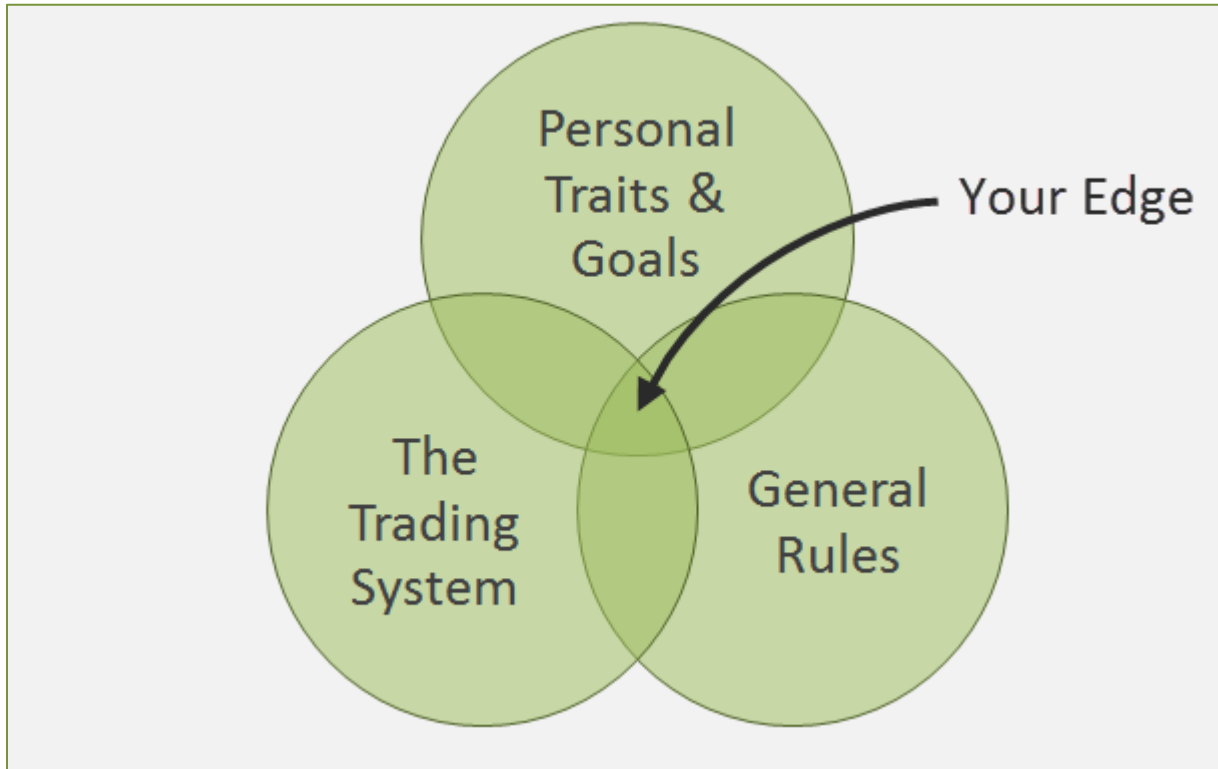 Personal
Traits &
Goals
Your Edge
The
Trading
System
General
Rules